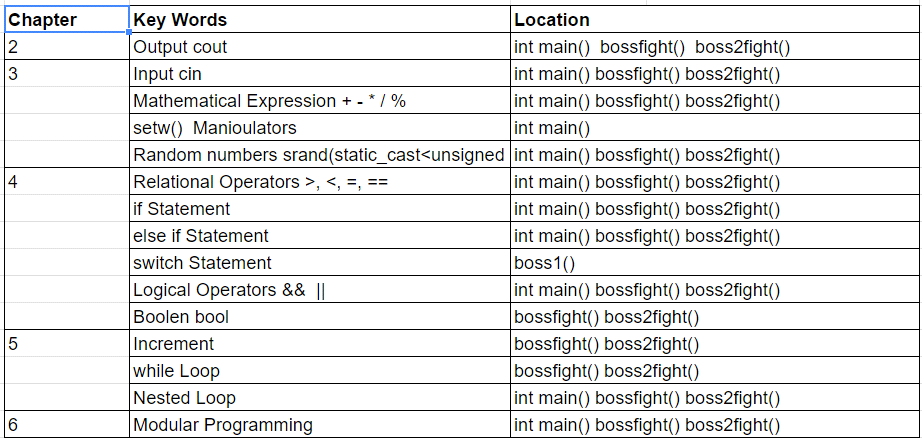 Chapter Key Words Location
2 Output cout int main()  bossfight()  boss2fight()
3 Input cin int main() bossfight() boss2fight()
Mathematical Expression + - * / % int main() bossfight() boss2fight()
setw()  Manioulators int main()
Random numbers srand(static_cast<unsigned int main() bossfight() boss2fight()
4 Relational Operators >, <, =, == int main() bossfight() boss2fight()
if Statement int main() bossfight() boss2fight()
else if Statement int main() bossfight() boss2fight()
switch Statement boss1()
Logical Operators &&  || int main() bossfight() boss2fight()
Boolen bool bossfight() boss2fight()
5 Increment bossfight() boss2fight()
while Loop bossfight() boss2fight()
Nested Loop int main() bossfight() boss2fight()
6 Modular Programming int main() bossfight() boss2fight()